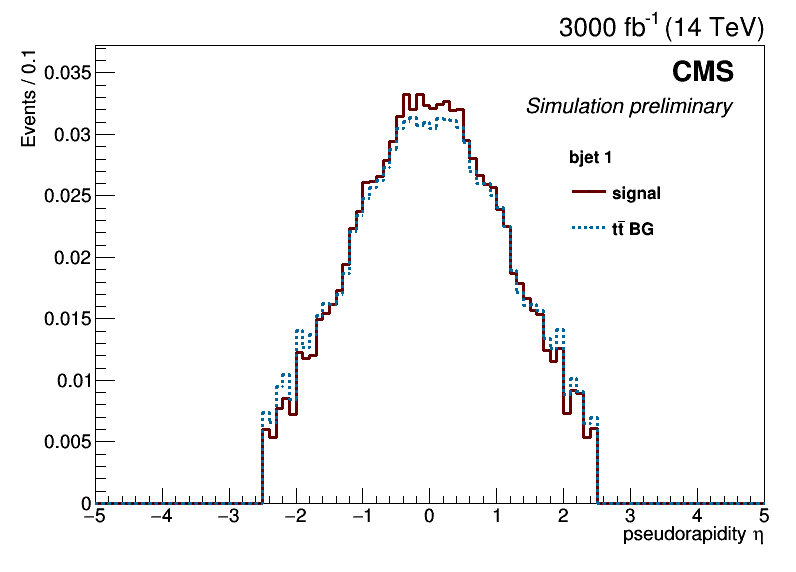 3000 fb⁻¹ (14 TeV)
Events / 0.1
CMS
Simulation preliminary
bjet 1
signal
tt̄ BG
0.035
0.03
0.025
0.02
0.015
0.01
0.005
0
−5 −4 −3 −2 −1 0 1 2 3 4 5
pseudorapidity η